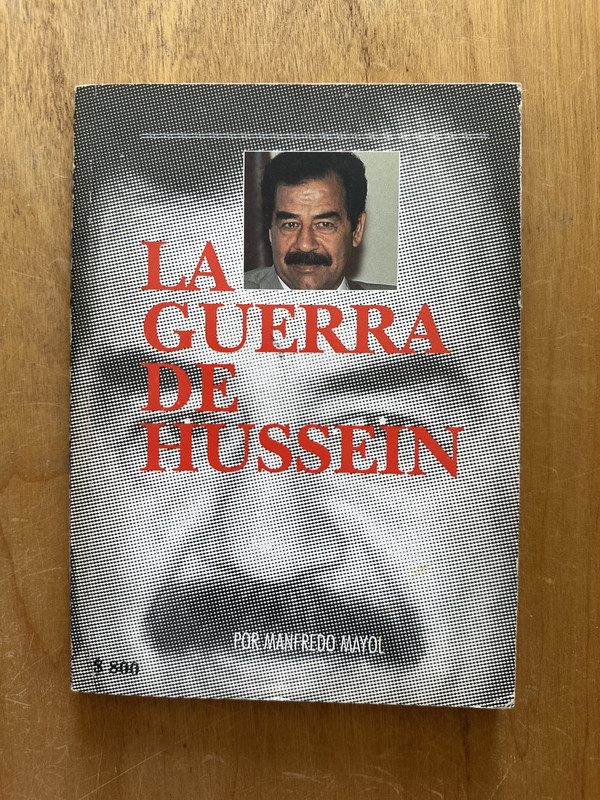 LA
GUERRA
DE
HUSSEIN
POR MANFREDO MAYOL
$ 800